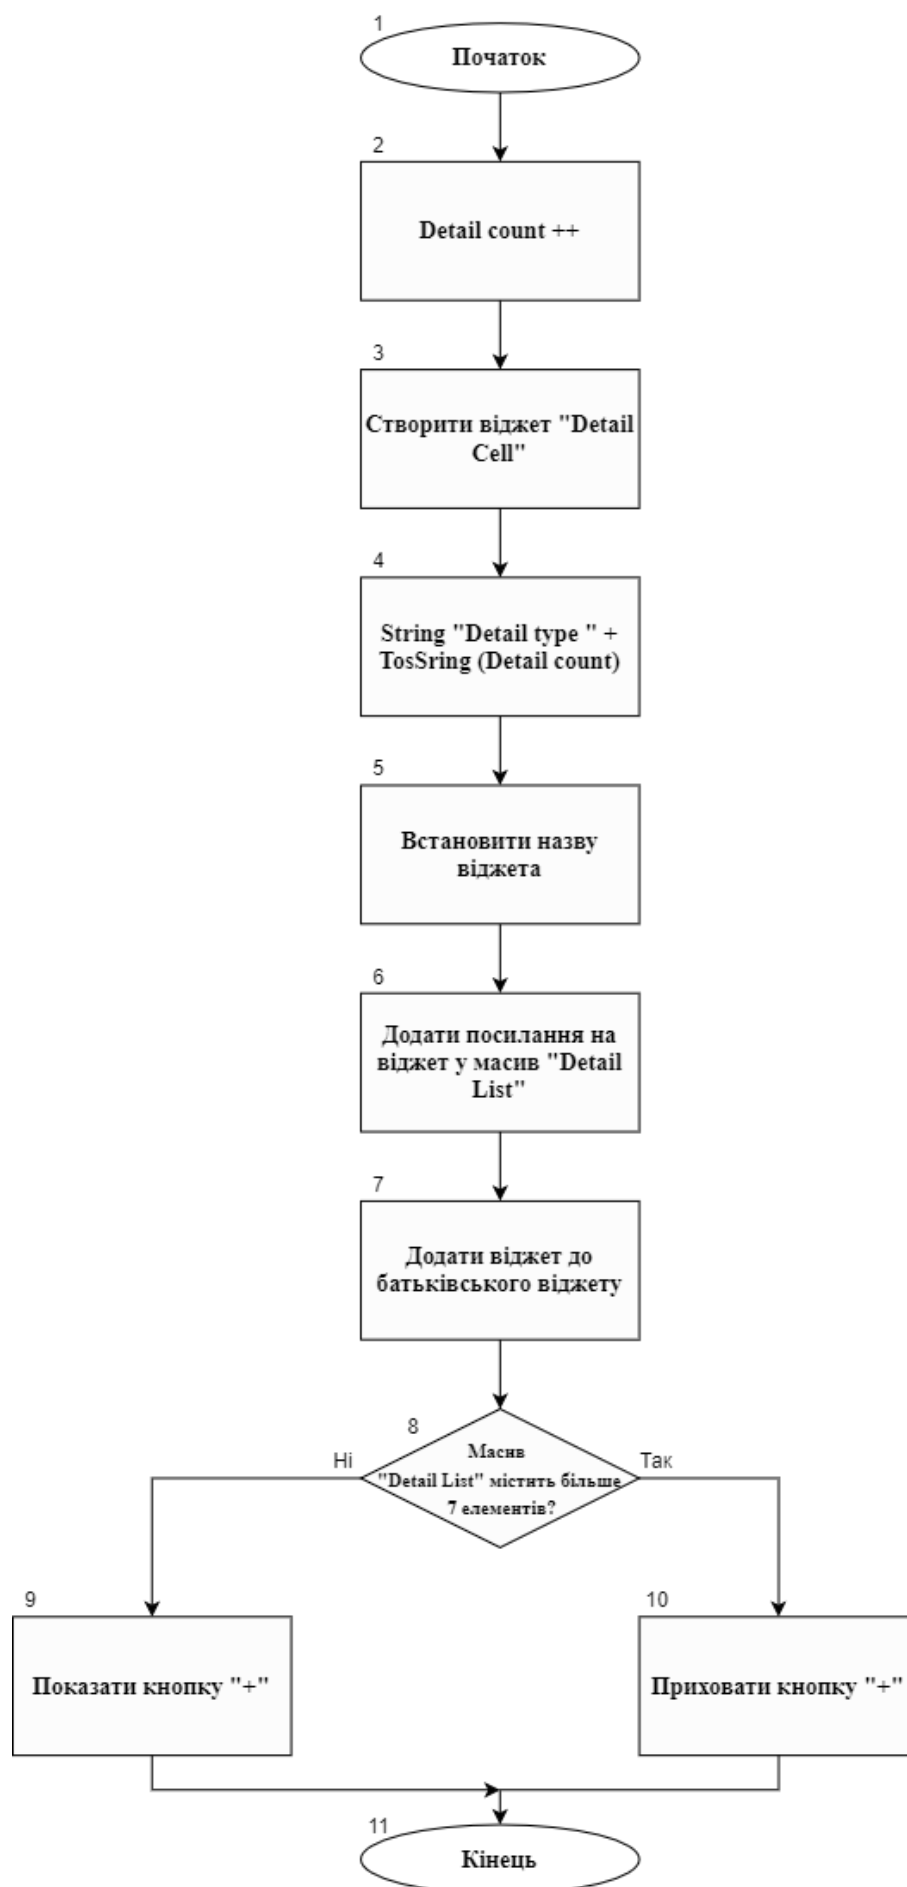 1
Початок
2
Detail count ++
3
Створити віджет "Detail
Cell"
4
String "Detail type " +
TosSring (Detail count)
5
Встановити назву
віджета
6
Додати посилання на
віджет у масив "Detail
List"
7
Додати віджет до
батьківського віджету
8
Масив
"Detail List" містить більше
7 елементів?
Ні
Так
9
Показати кнопку "+"
10
Приховати кнопку "+"
11
Кінець